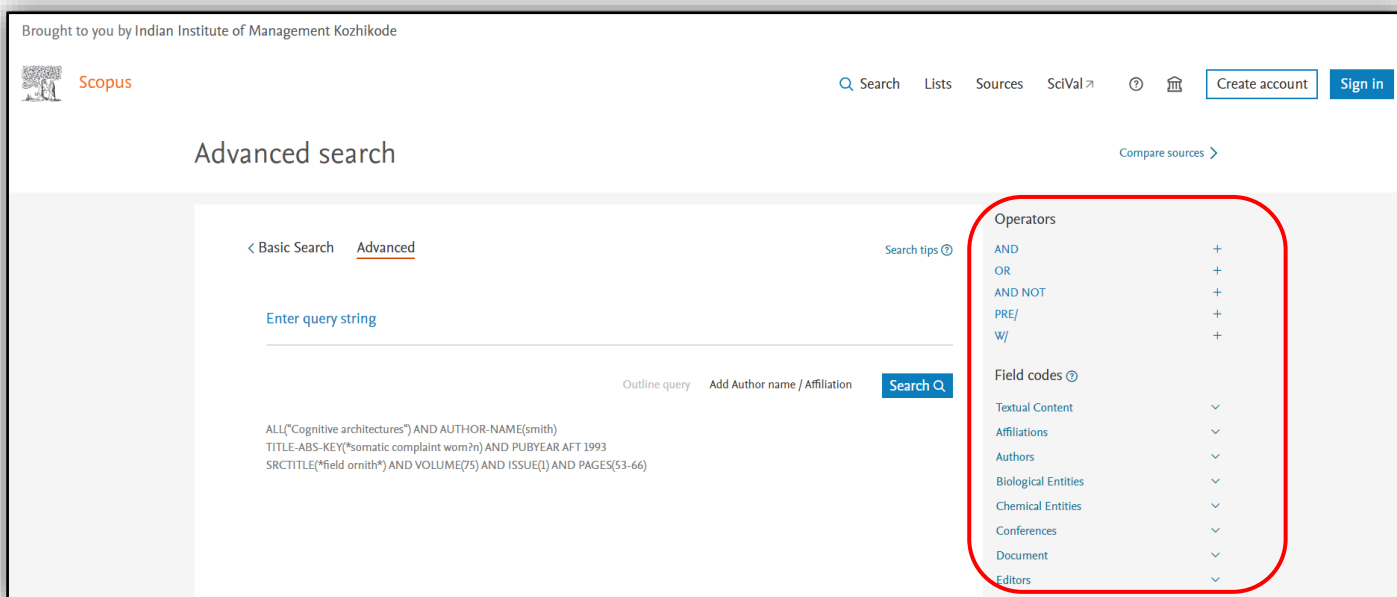 Brought to you by Indian Institute of Management Kozhikode
Scopus
Search Lists Sources SciVal Create account Sign in
Advanced search
Compare sources
Basic Search Advanced
Search tips
Enter query string
Outline query Add Author name / Affiliation Search
ALL("Cognitive architectures") AND AUTHOR-NAME(smith)
TITLE-ABS-KEY(*somatic complaint wom?n) AND PUBYEAR AFT 1993
SRCTITLE(*field ornith*) AND VOLUME(75) AND ISSUE(1) AND PAGES(53-66)
Operators
AND +
OR +
AND NOT +
PRE/ +
W/ +
Field codes
Textual Content
Affiliations
Authors
Biological Entities
Chemical Entities
Conferences
Document
Editors